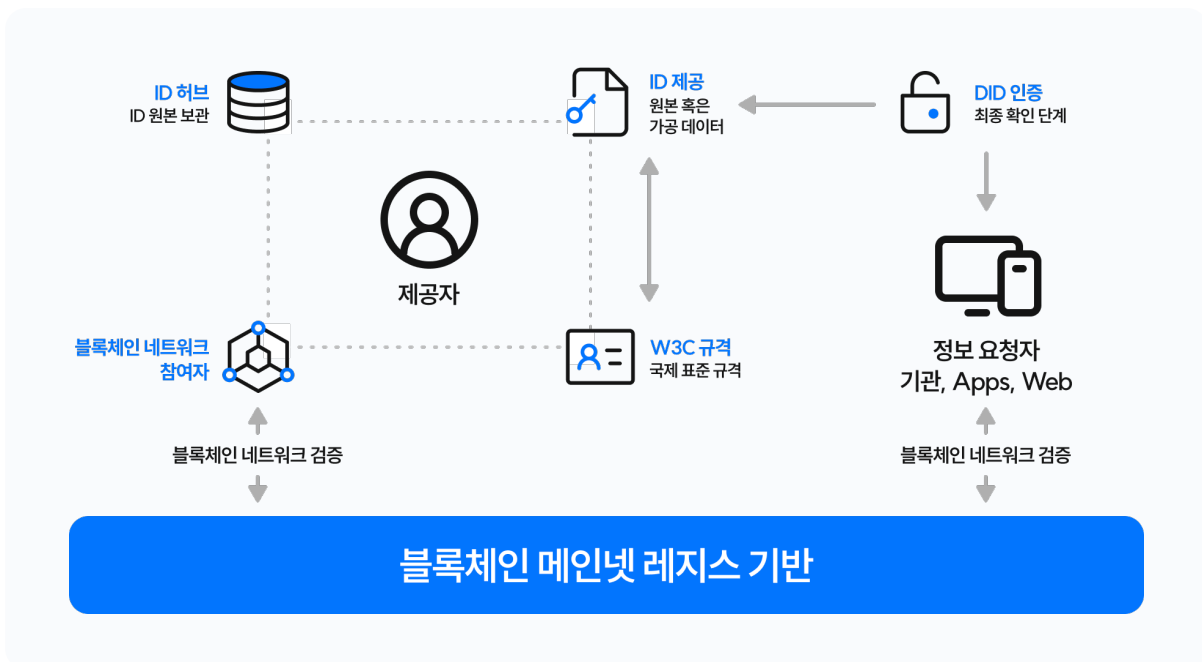 ID 허브
ID 원본 보관
ID 제공
원본 혹은
가공 데이터
DID 인증
최종 확인 단계
제공자
블록체인 네트워크
참여자
W3C 규격
국제 표준 규격
정보 요청자
기관, Apps, Web
블록체인 네트워크 검증
블록체인 네트워크 검증
블록체인 메인넷 레지스 기반